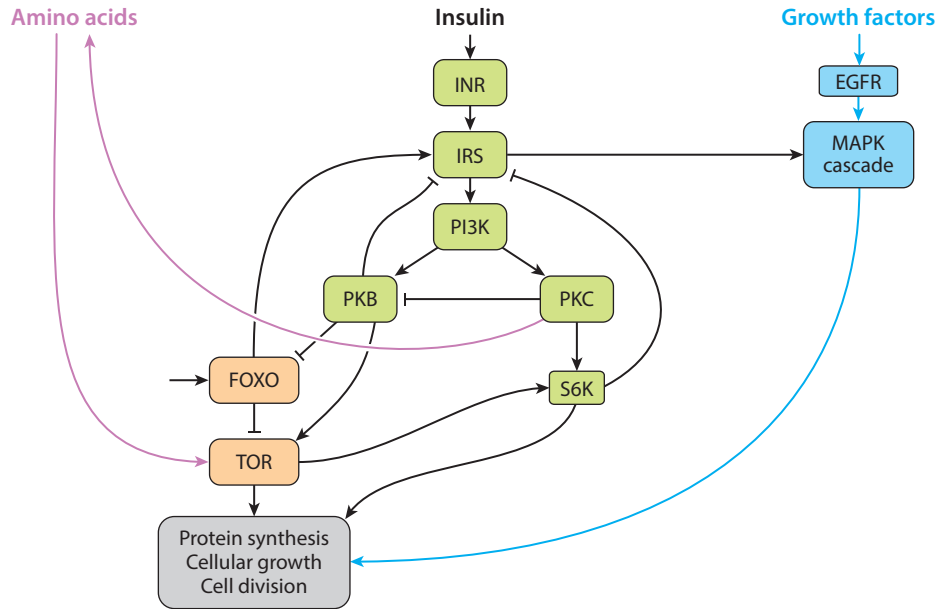 Amino acids
Insulin
Growth factors
INR
EGFR
IRS
MAPK
cascade
PI3K
PKB
PKC
FOXO
S6K
TOR
Protein synthesis
Cellular growth
Cell division